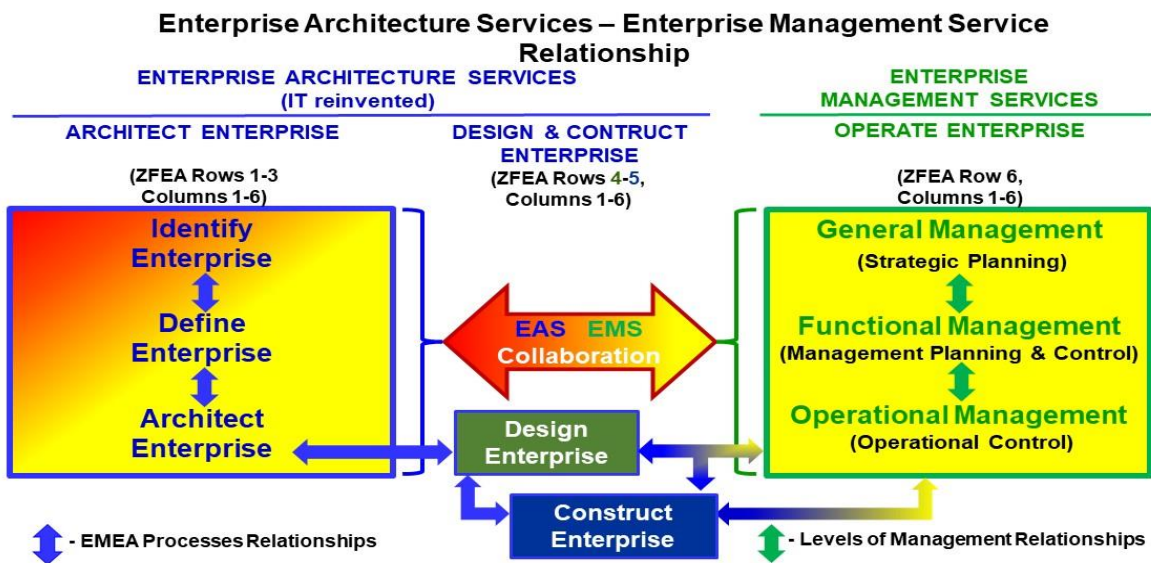 Enterprise Architecture Services – Enterprise Management Service
Relationship
ENTERPRISE ARCHITECTURE SERVICES
(IT reinvented)
ENTERPRISE
MANAGEMENT SERVICES
ARCHITECT ENTERPRISE
DESIGN & CONTRUCT
ENTERPRISE
OPERATE ENTERPRISE
(ZFEA Rows 1-3
Columns 1-6)
(ZFEA Rows 4-5,
Columns 1-6)
(ZFEA Row 6,
Columns 1-6)
Identify
Enterprise
Define
Enterprise
Architect
Enterprise
EAS EMS
Collaboration
Design
Enterprise
Construct
Enterprise
General Management
(Strategic Planning)
Functional Management
(Management Planning & Control)
Operational Management
(Operational Control)
- EMEA Processes Relationships
- Levels of Management Relationships